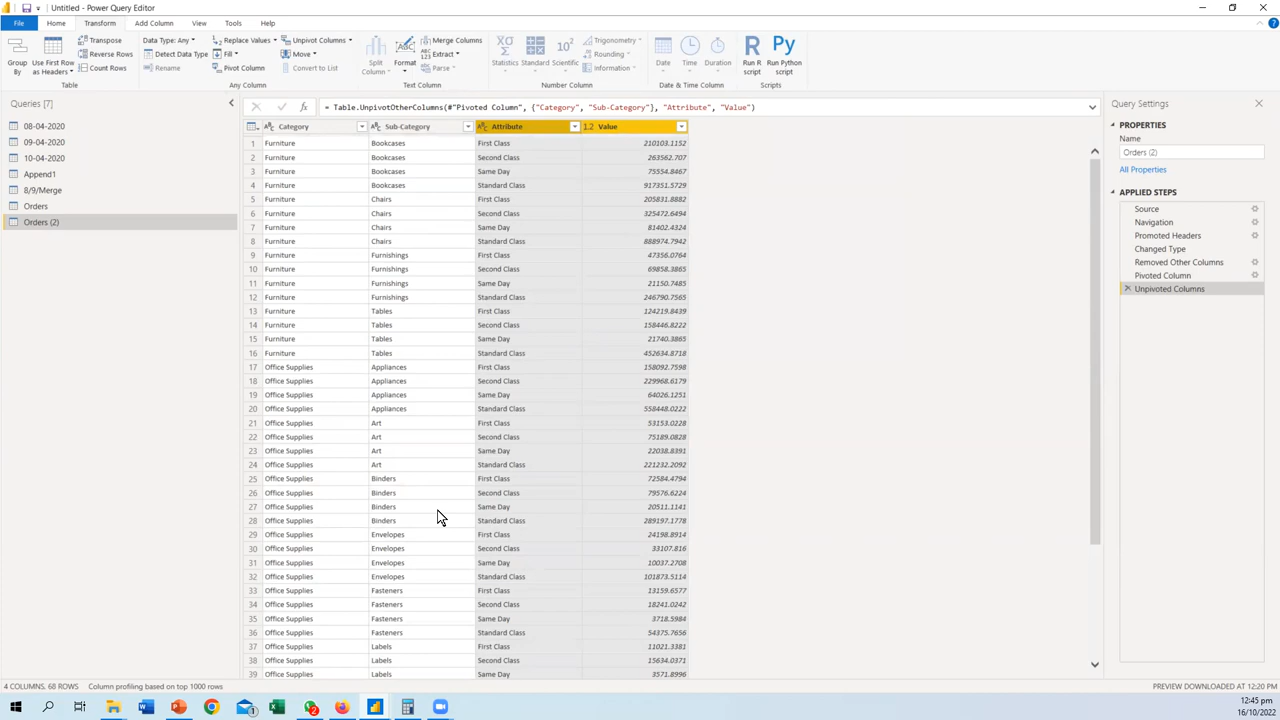 Untitled - Power Query Editor
File Home Transform Add Column View Tools Help
Group By
Use First Row as Headers
Transpose
Reverse Rows
Count Rows
Table
Data Type: Any
Detect Data Type
Rename
Replace Values
Fill
Pivot Column
Unpivot Columns
Move
Convert to List
Any Column
Split Column
Format
Merge Columns
Extract
Parse
Text Column
Statistics
Standard
Scientific
Trigonometry
Rounding
Information
Number Column
Date
Time
Duration
Date & Time Column
Run R script
Run Python script
Scripts
Queries [7]
08-04-2020
09-04-2020
10-04-2020
Append1
8/9/Merge
Orders
Orders (2)
= Table.UnpivotOtherColumns(#"Pivoted Column", {"Category", "Sub-Category"}, "Attribute", "Value")
Category Sub-Category Attribute 1.2 Value
1 Furniture Bookcases First Class 210103.1152
2 Furniture Bookcases Second Class 263562.707
3 Furniture Bookcases Same Day 75554.8467
4 Furniture Bookcases Standard Class 917351.5729
5 Furniture Chairs First Class 205831.8882
6 Furniture Chairs Second Class 325472.6494
7 Furniture Chairs Same Day 81402.4324
8 Furniture Chairs Standard Class 888974.7942
9 Furniture Furnishings First Class 47356.0764
10 Furniture Furnishings Second Class 69858.3865
11 Furniture Furnishings Same Day 21150.7485
12 Furniture Furnishings Standard Class 246790.7565
13 Furniture Tables First Class 124219.8439
14 Furniture Tables Second Class 158446.8222
15 Furniture Tables Same Day 21740.3865
16 Furniture Tables Standard Class 452634.8718
17 Office Supplies Appliances First Class 158092.7598
18 Office Supplies Appliances Second Class 229968.6179
19 Office Supplies Appliances Same Day 64026.1251
20 Office Supplies Appliances Standard Class 558448.0222
21 Office Supplies Art First Class 53153.0228
22 Office Supplies Art Second Class 75189.0828
23 Office Supplies Art Same Day 22038.8391
24 Office Supplies Art Standard Class 221232.2092
25 Office Supplies Binders First Class 72584.4794
26 Office Supplies Binders Second Class 79576.6224
27 Office Supplies Binders Same Day 20511.1141
28 Office Supplies Binders Standard Class 289197.1778
29 Office Supplies Envelopes First Class 24198.8914
30 Office Supplies Envelopes Second Class 33107.816
31 Office Supplies Envelopes Same Day 10037.2708
32 Office Supplies Envelopes Standard Class 101873.5114
33 Office Supplies Fasteners First Class 13159.6577
34 Office Supplies Fasteners Second Class 18241.0242
35 Office Supplies Fasteners Same Day 3718.5984
36 Office Supplies Fasteners Standard Class 54375.7656
37 Office Supplies Labels First Class 11021.3381
38 Office Supplies Labels Second Class 15634.0371
39 Office Supplies Labels Same Day 3571.8996
Query Settings
PROPERTIES
Name
Orders (2)
All Properties
APPLIED STEPS
Source
Navigation
Promoted Headers
Changed Type
Removed Other Columns
Pivoted Column
Unpivoted Columns
4 COLUMNS, 68 ROWS Column profiling based on top 1000 rows
PREVIEW DOWNLOADED AT 12:20 PM
12:45 pm
16/10/2022